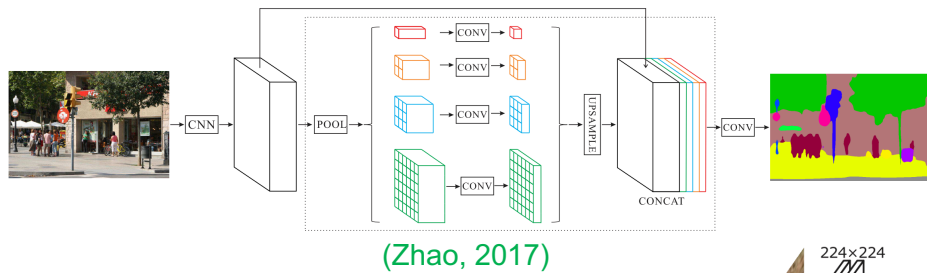 CNN
POOL
CONV
CONV
CONV
CONV
UPSAMPLE
CONCAT
CONV
(Zhao, 2017)
224×224